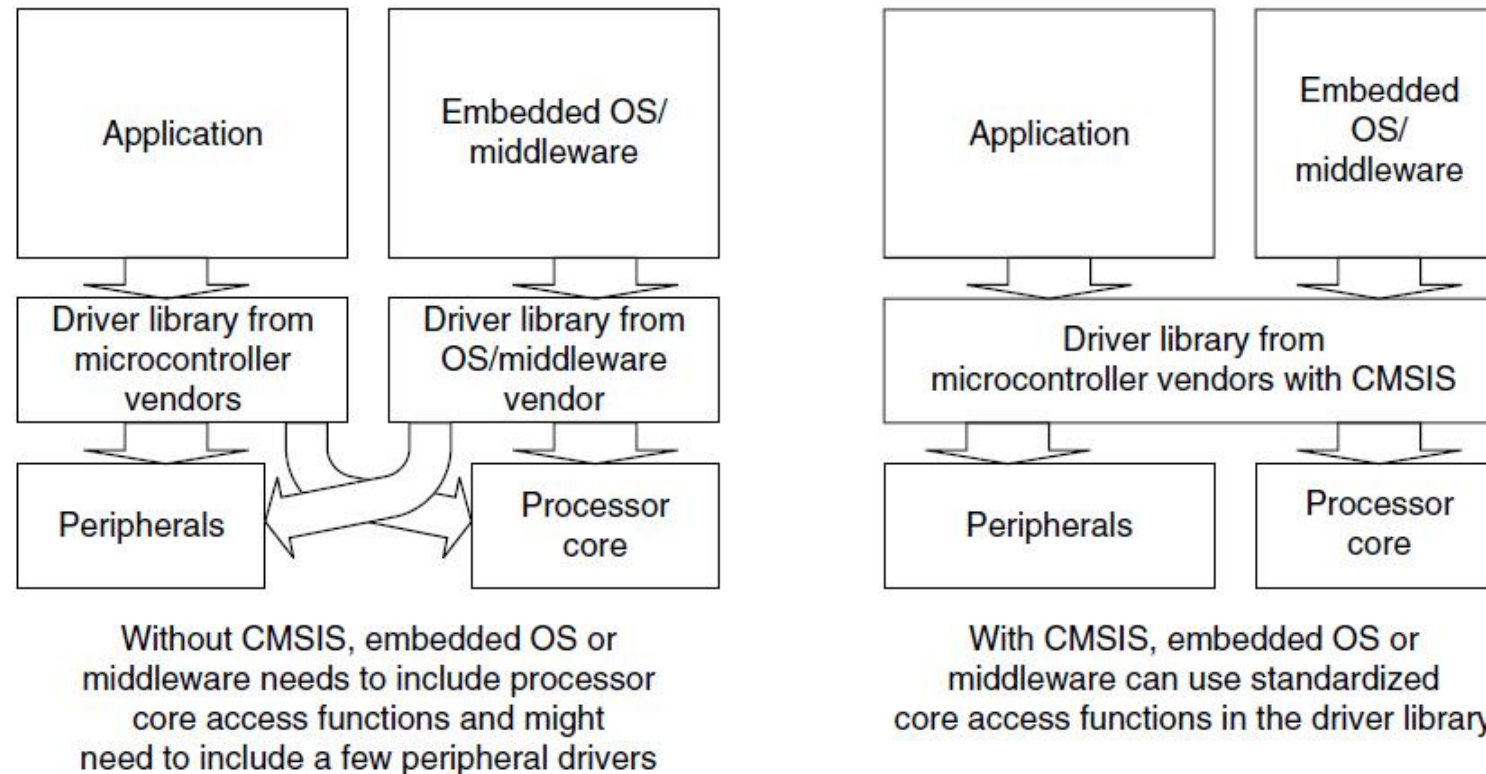 Application
Embedded OS/
middleware
Driver library from
microcontroller
vendors
Driver library from
OS/middleware
vendor
Peripherals
Processor
core
Without CMSIS, embedded OS or
middleware needs to include processor
core access functions and might
need to include a few peripheral drivers
Application
Embedded
OS/
middleware
Driver library from
microcontroller vendors with CMSIS
Peripherals
Processor
core
With CMSIS, embedded OS or
middleware can use standardized
core access functions in the driver library